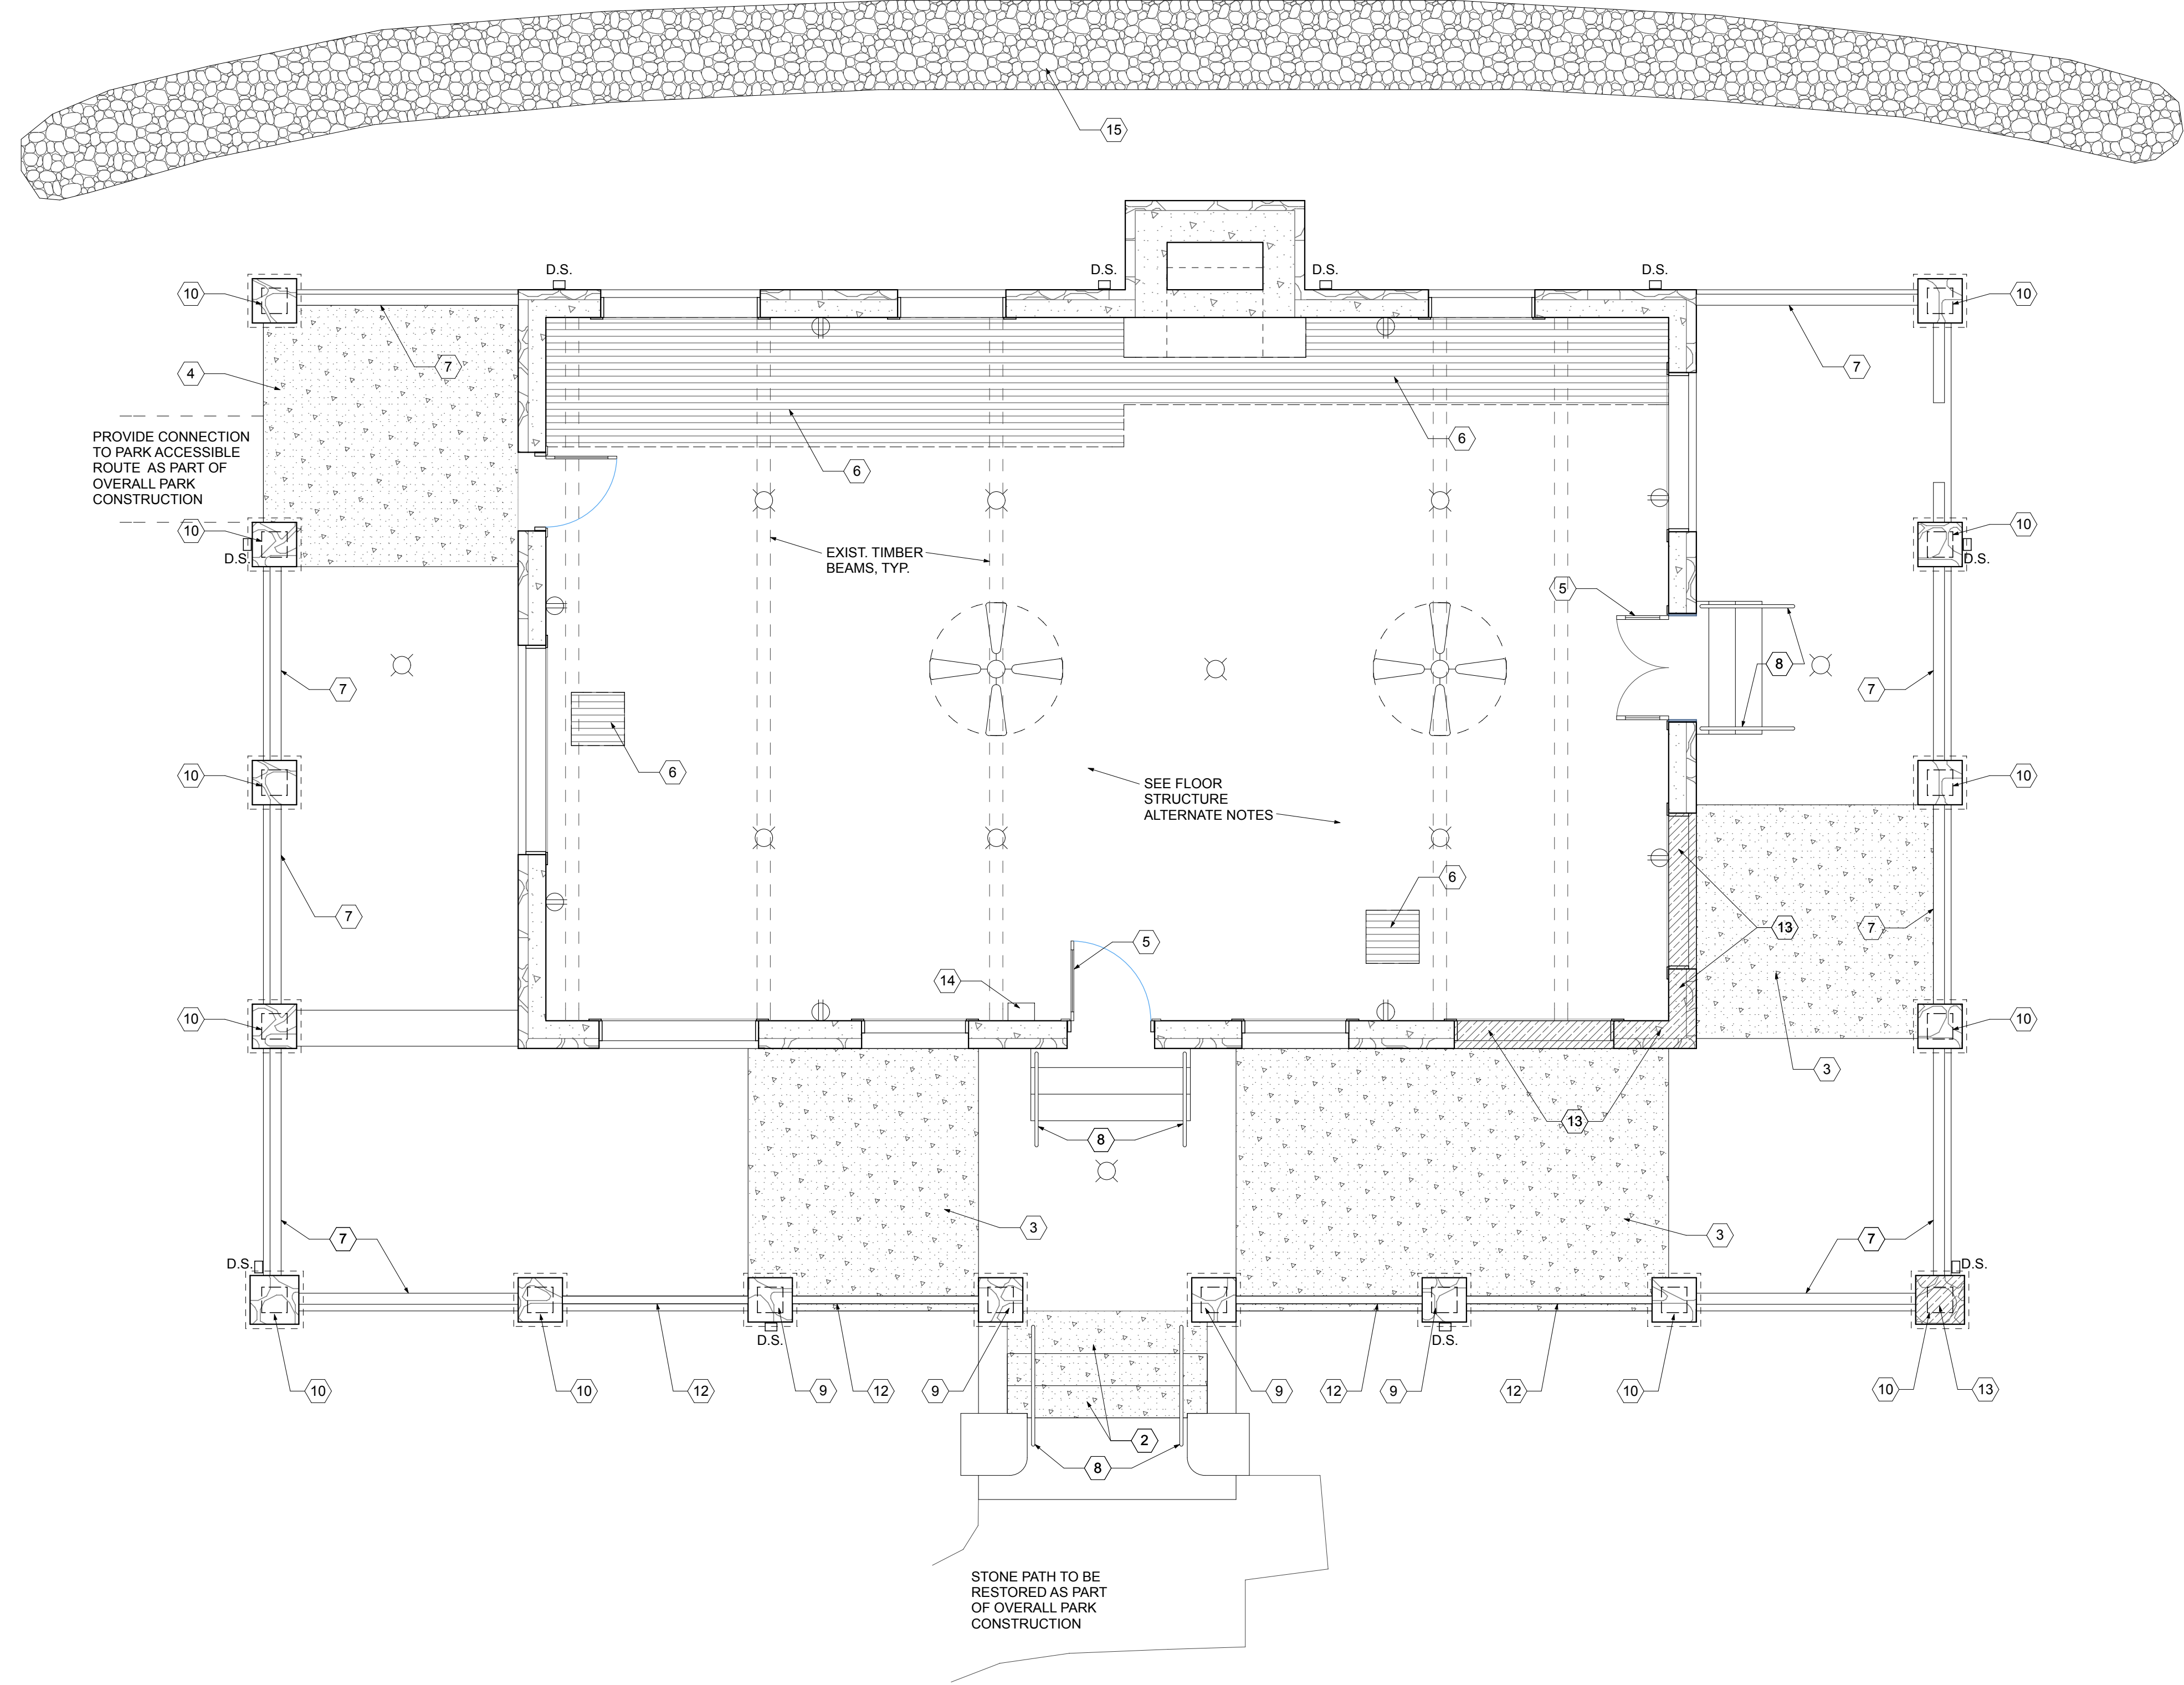 15
D.S.
D.S.
D.S.
D.S.
10
10
7
7
4
PROVIDE CONNECTION
TO PARK ACCESSIBLE
ROUTE AS PART OF
OVERALL PARK
CONSTRUCTION
6
6
10
10
D.S.
D.S.
EXIST. TIMBER
BEAMS, TYP.
5
8
7
7
6
10
10
SEE FLOOR
STRUCTURE
ALTERNATE NOTES
6
7
13
7
5
14
10
10
3
13
8
3
3
7
7
D.S.
D.S.
D.S.
D.S.
10
10
12
9
12
9
9
12
9
12
10
10
13
2
8
STONE PATH TO BE
RESTORED AS PART
OF OVERALL PARK
CONSTRUCTION